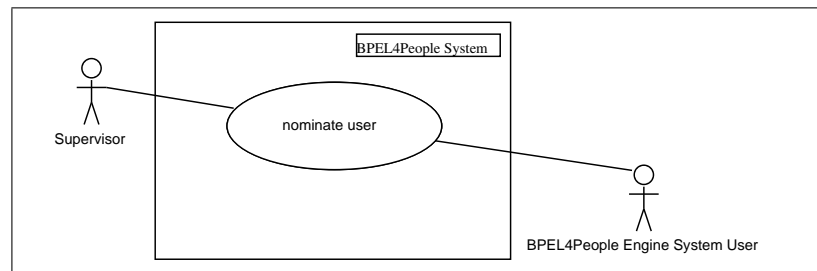 BPEL4People System
Supervisor
nominate user
BPEL4People Engine System User